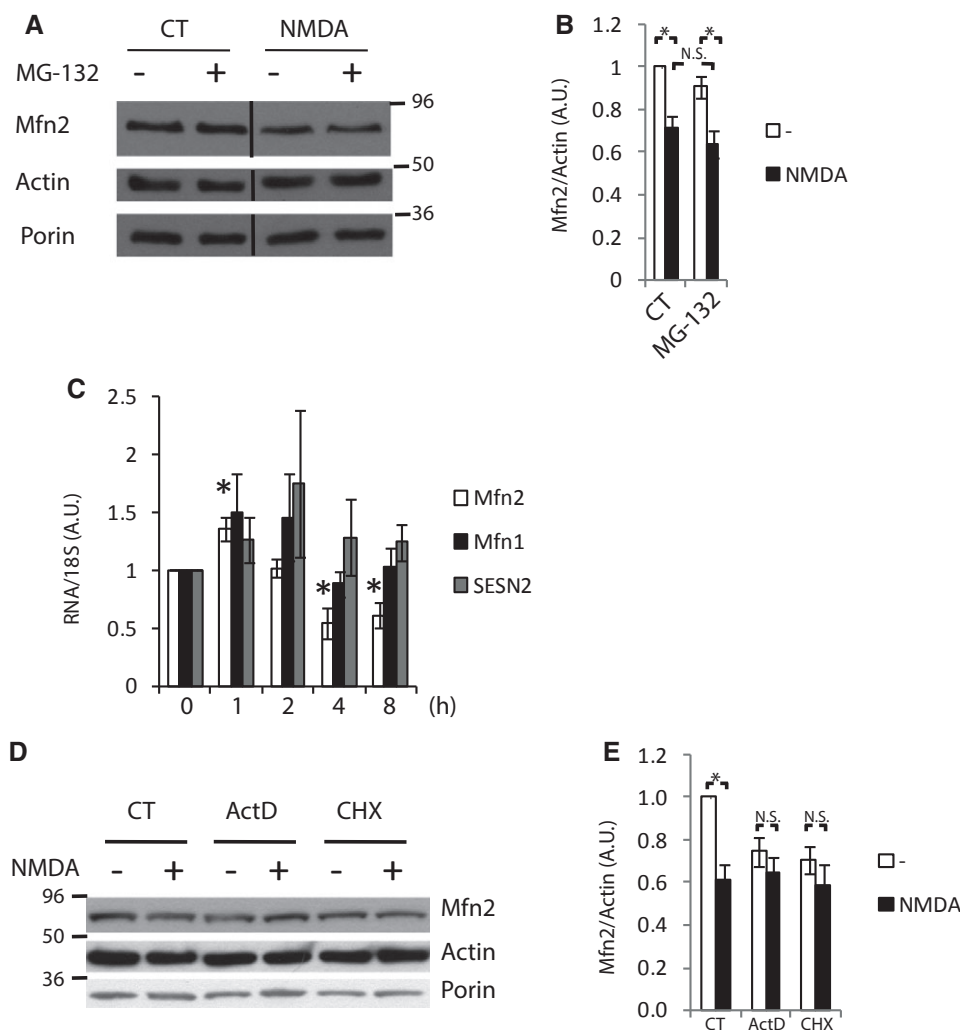 A
CT NMDA
MG-132 - + - +
96
Mfn2
50
Actin
36
Porin
B
* *
N.S.
Mfn2/Actin (A.U.)
1
0.8
0.6
0.4
0.2
0
CT
MG-132
-
NMDA
C
RNA/18S (A.U.)
2.5
2
1.5
1
0.5
0
* * *
0 1 2 4 8 (h)
Mfn2
Mfn1
SESN2
D
CT ActD CHX
NMDA - + - + - +
96
Mfn2
50
Actin
36
Porin
E
Mfn2/Actin (A.U.)
1.2
1.0
0.8
0.6
0.4
0.2
0.0
*
N.S. N.S.
CT ActD CHX
-
NMDA